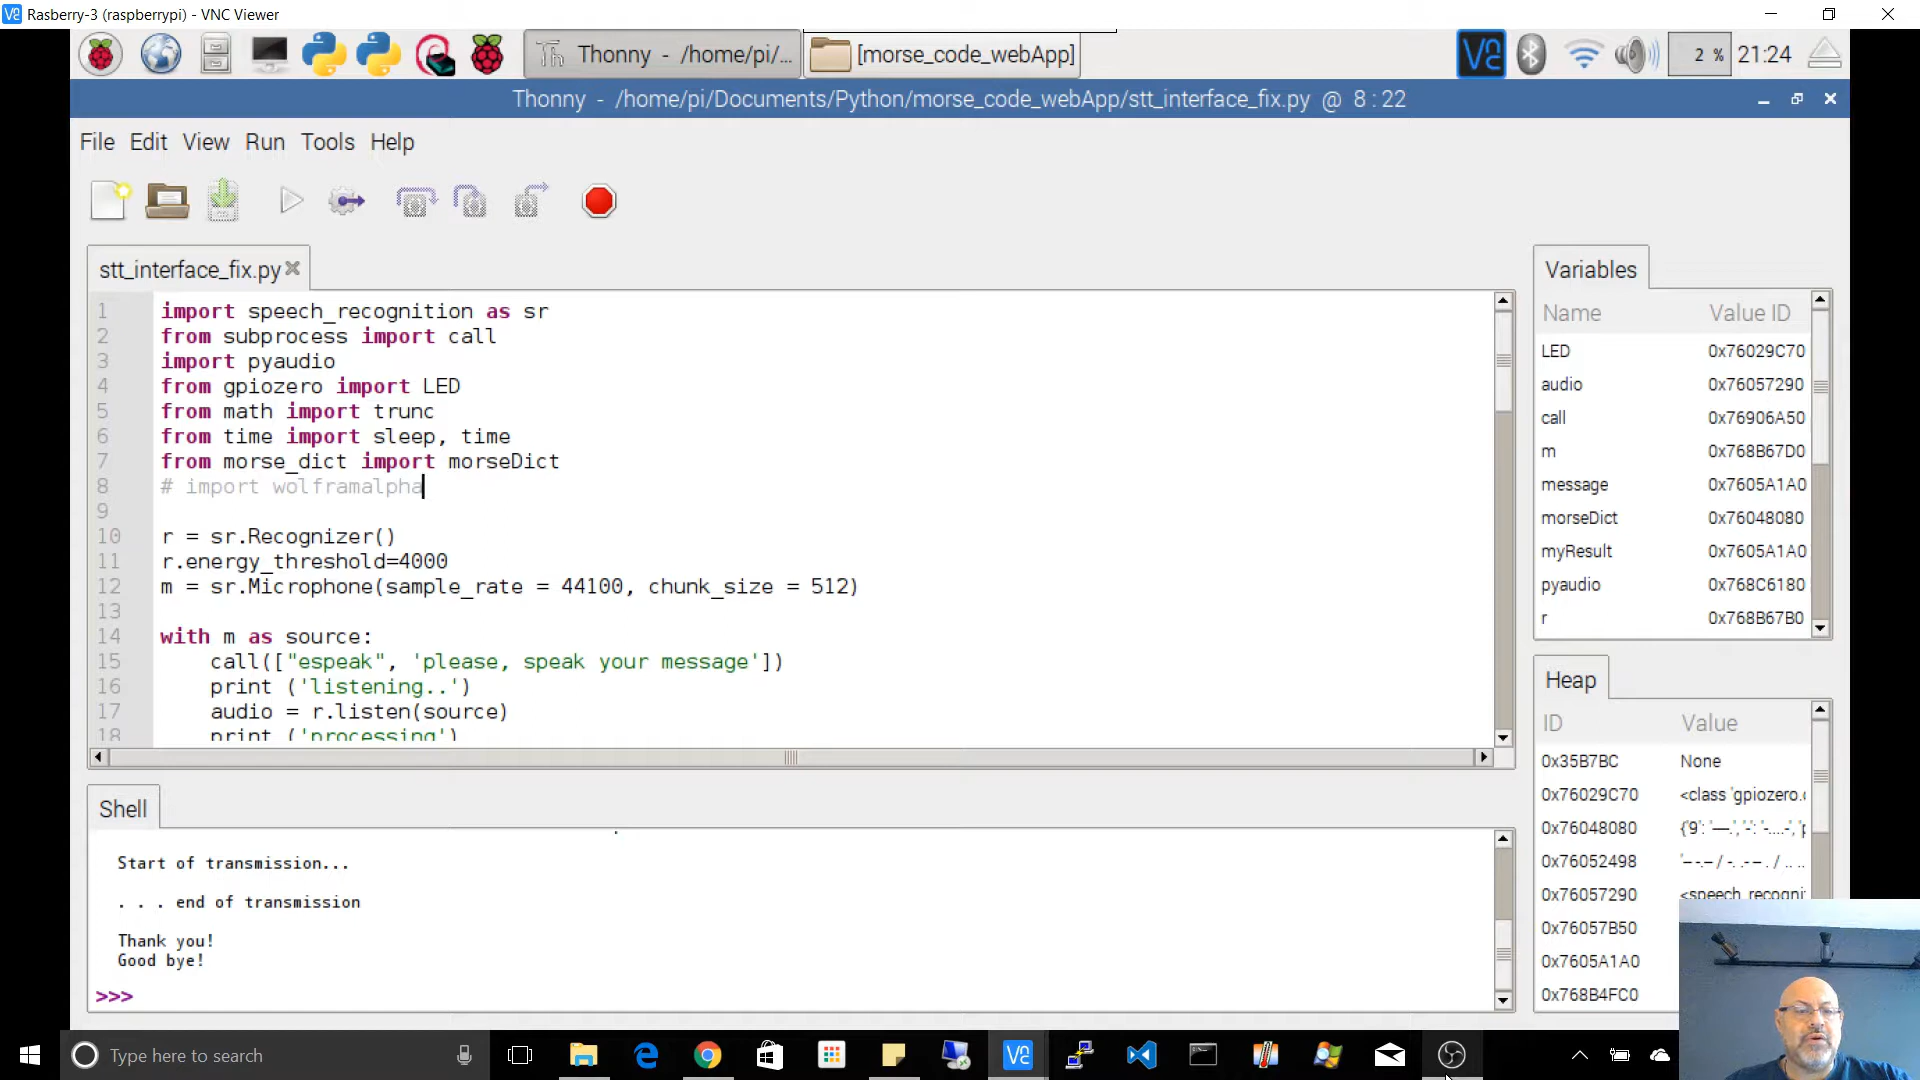 Rasberry-3 (raspberrypi) - VNC Viewer
Thonny - /home/pi/...
[morse_code_webApp]
2 %
21:24
Thonny - /home/pi/Documents/Python/morse_code_webApp/stt_interface_fix.py @ 8 : 22
File Edit View Run Tools Help
stt_interface_fix.py
1 import speech_recognition as sr
2 from subprocess import call
3 import pyaudio
4 from gpiozero import LED
5 from math import trunc
6 from time import sleep, time
7 from morse_dict import morseDict
8 # import wolframalpha
9
10 r = sr.Recognizer()
11 r.energy_threshold=4000
12 m = sr.Microphone(sample_rate = 44100, chunk_size = 512)
13
14 with m as source:
15 call(["espeak", 'please, speak your message'])
16 print ('listening..')
17 audio = r.listen(source)
18 print ('processing')
Variables
Name Value ID
LED 0x76029C70
audio 0x76057290
call 0x76906A50
m 0x768B67D0
message 0x7605A1A0
morseDict 0x76048080
myResult 0x7605A1A0
pyaudio 0x768C6180
r 0x768B67B0
Heap
ID Value
0x35B7BC None
0x76029C70 <class 'gpiozero.
0x76048080
0x76052498
0x76057290 <speech_recogni
0x76057B50
0x7605A1A0
0x768B4FC0
Shell
Start of transmission...
. . . end of transmission
Thank you!
Good bye!
>>>
Type here to search